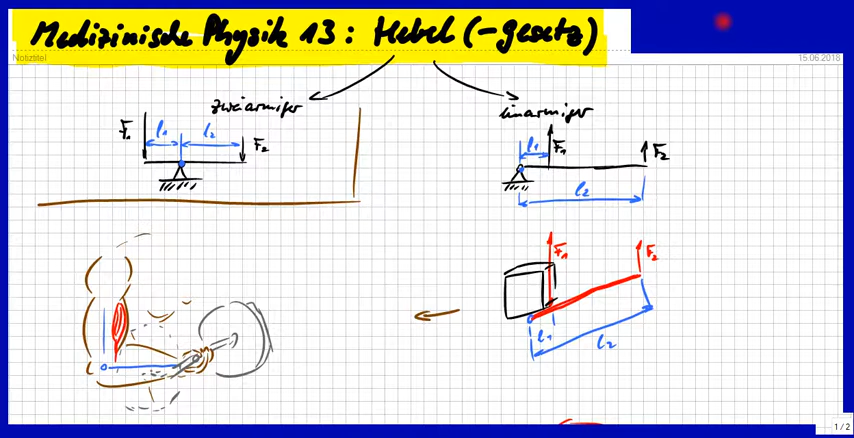 Medizinische Physik 13: Hebel (-gesetz)
Notiztitel
15.06.2018
zweiarmiger
einarmiger
F1 l1 l2 F2
l1 F1 F2
l2
F1 F2
l1 l2
1 / 2